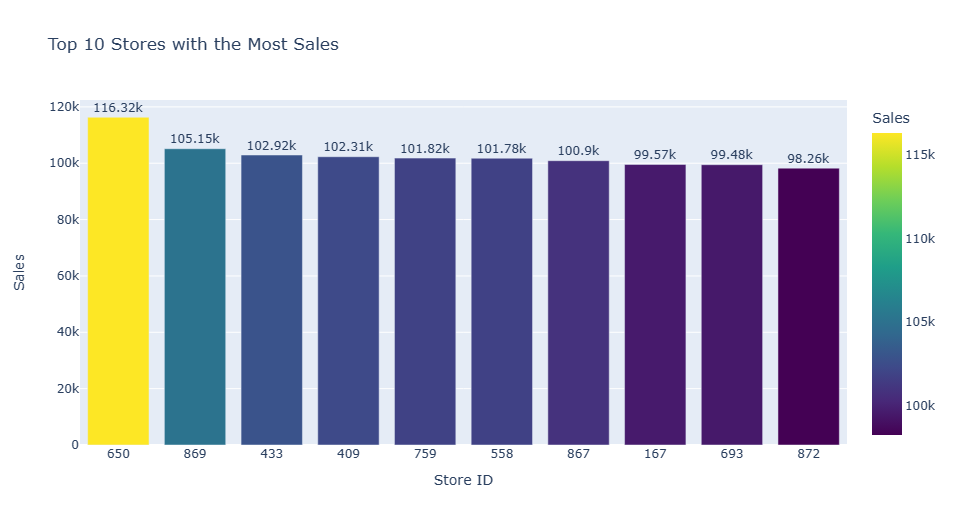 Top 10 Stores with the Most Sales
Sales
120k
100k
80k
60k
40k
20k
0
116.32k
105.15k
102.92k
102.31k
101.82k
101.78k
100.9k
99.57k
99.48k
98.26k
650 869 433 409 759 558 867 167 693 872
Store ID
Sales
115k
110k
105k
100k